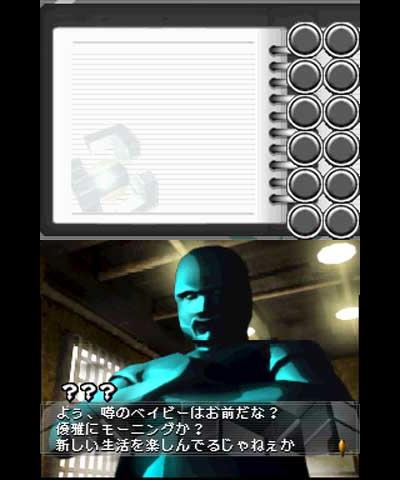 ???
よぅ、噂のベイビーはお前だな?
優雅にモーニングか?
新しい生活を楽しんでるじゃねぇか